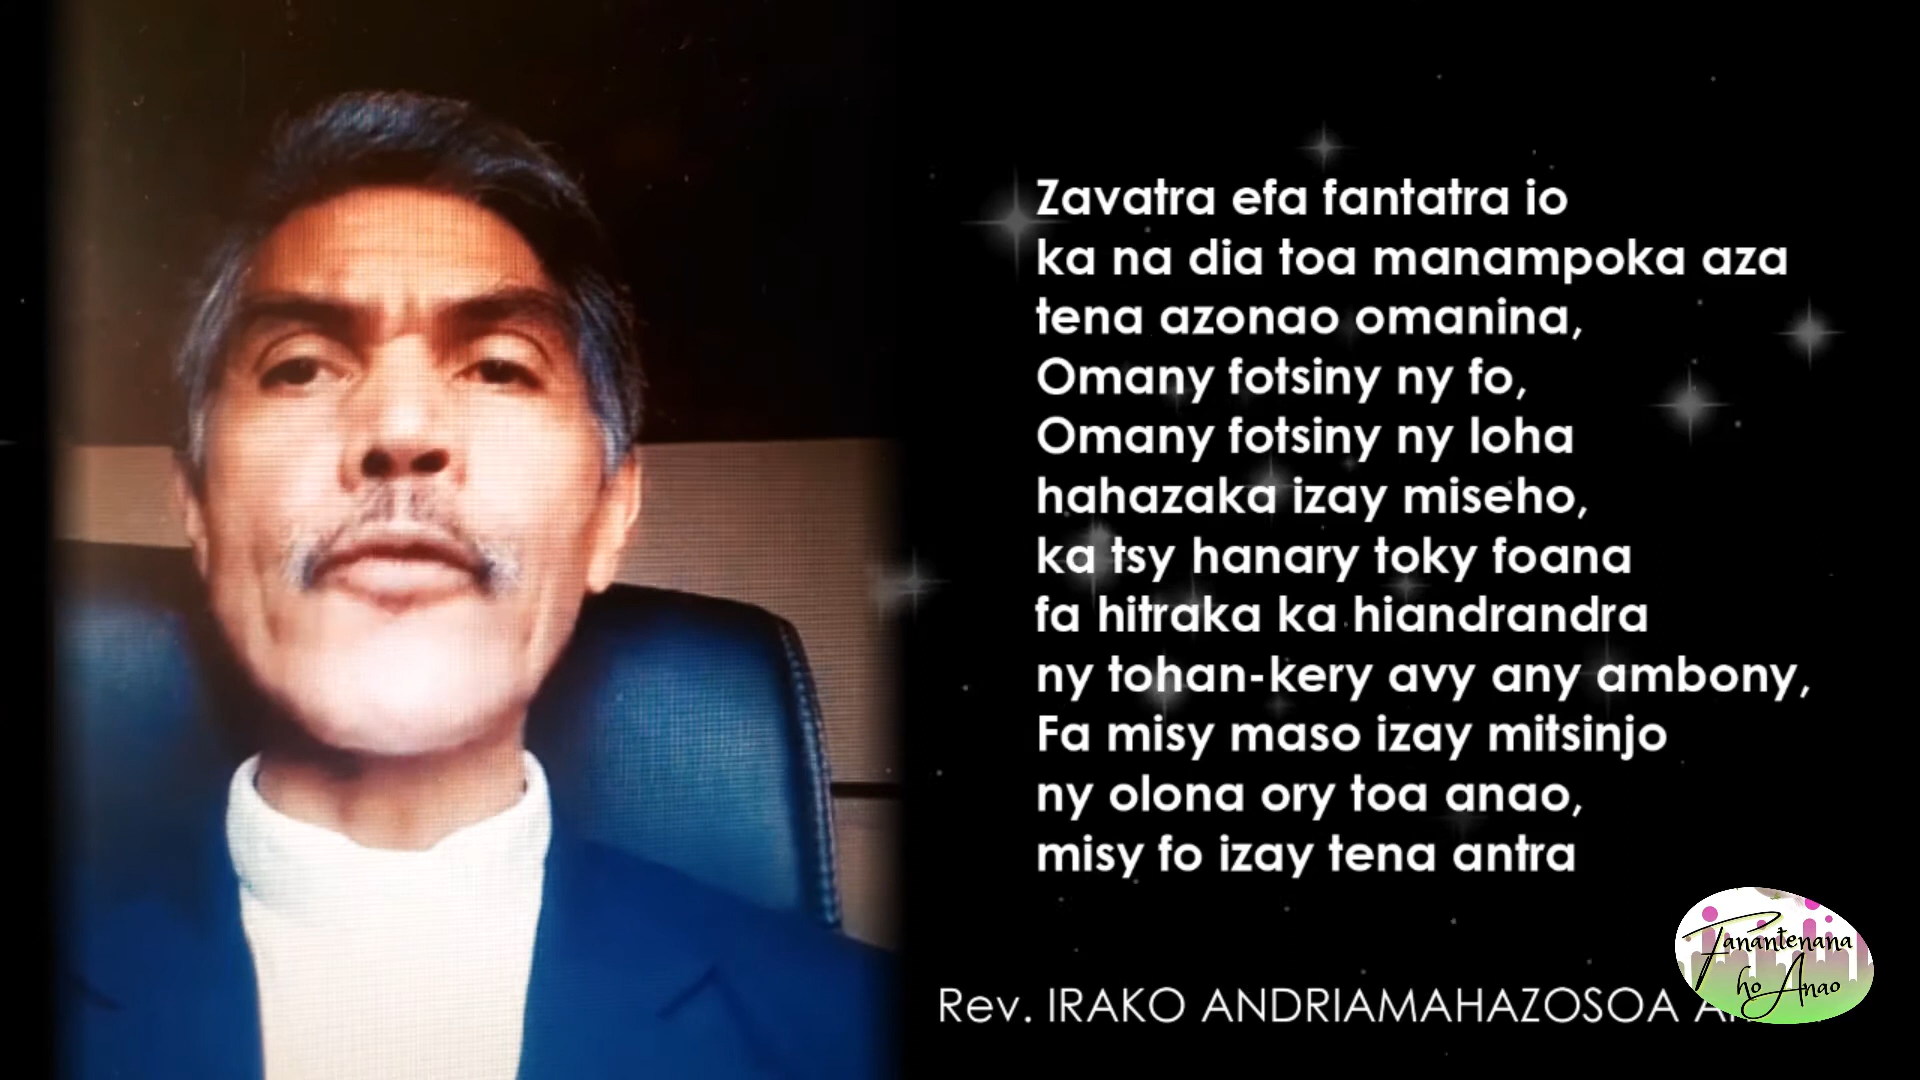 Zavatra efa fantatra io
ka na dia toa manampoka aza
tena azonao omanina,
Omany fotsiny ny fo,
Omany fotsiny ny loha
hahazaka izay miseho,
ka tsy hanary toky foana
fa hitraka ka hiandrandra
ny tohan-kery avy any ambony,
Fa misy maso izay mitsinjo
ny olona ory toa anao,
misy fo izay tena antra
Rev. IRAKO ANDRIAMAHAZOSOA
Fanantenana
ho Anao